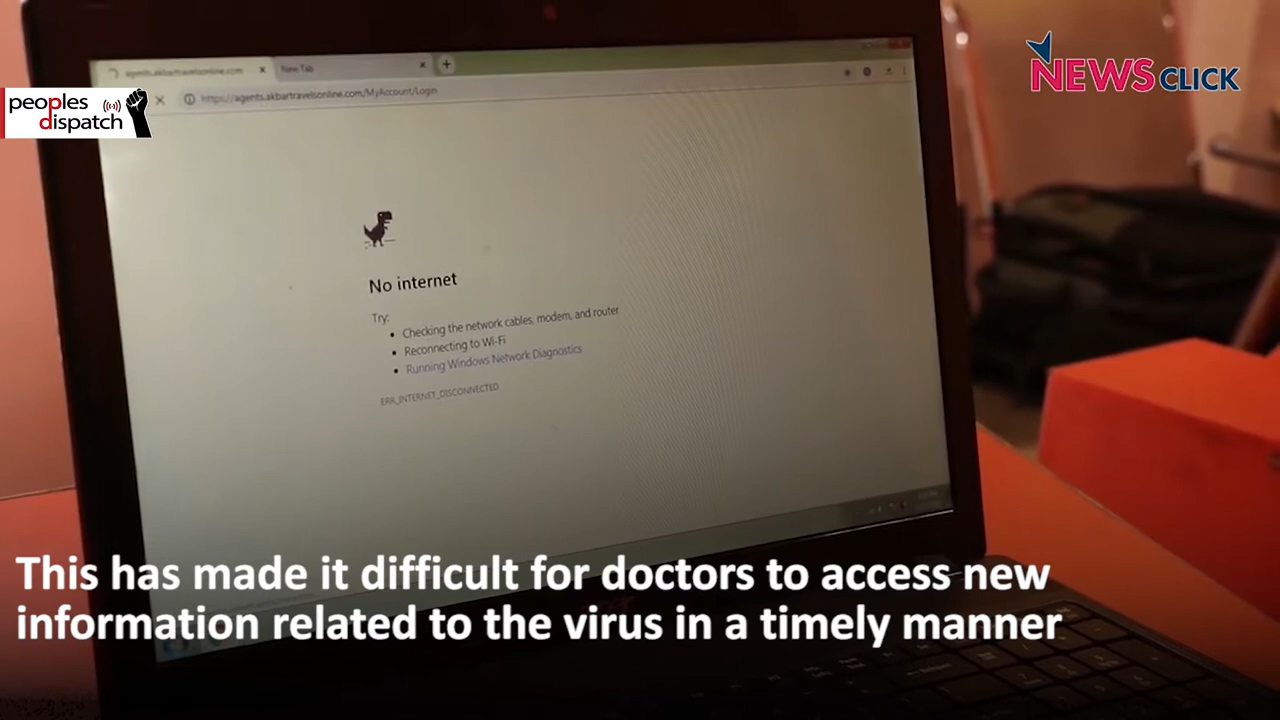 NEWSCLICK
peoples
dispatch
agents.akbartravelsonline.com
New Tab
https://agents.akbartravelsonline.com/MyAccount/Login
No internet
Try:
• Checking the network cables, modem, and router
• Reconnecting to Wi-Fi
• Running Windows Network Diagnostics
ERR_INTERNET_DISCONNECTED
This has made it difficult for doctors to access new
information related to the virus in a timely manner